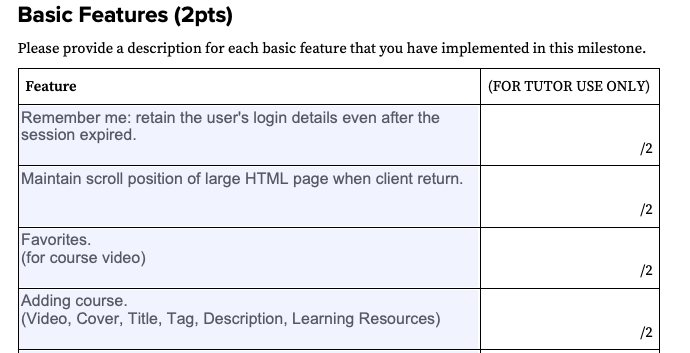 Basic Features (2pts)
Please provide a description for each basic feature that you have implemented in this milestone.
Feature (FOR TUTOR USE ONLY)
Remember me: retain the user's login details even after the
session expired.
/2
Maintain scroll position of large HTML page when client return.
/2
Favorites.
(for course video)
/2
Adding course.
(Video, Cover, Title, Tag, Description, Learning Resources)
/2